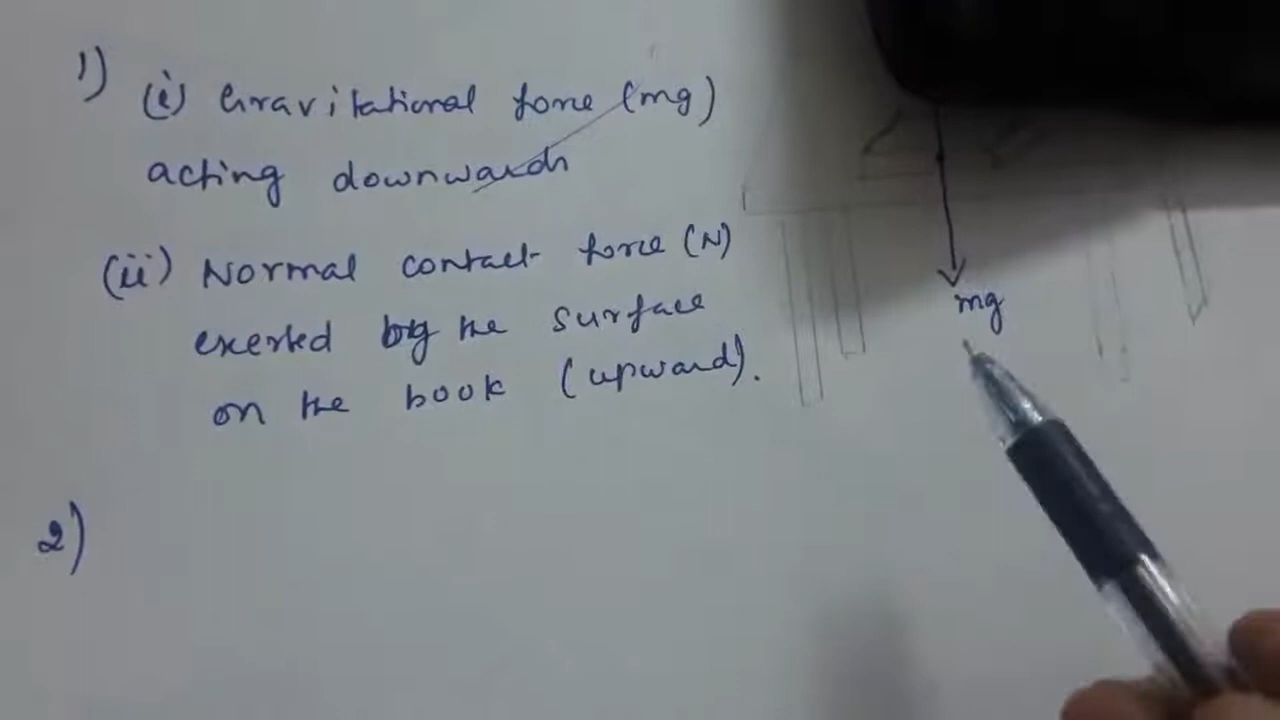 1)
(i) Gravitational force (mg)
acting downwards
(ii) Normal contact force (N)
exerted by the surface
on the book (upward).
mg
2)